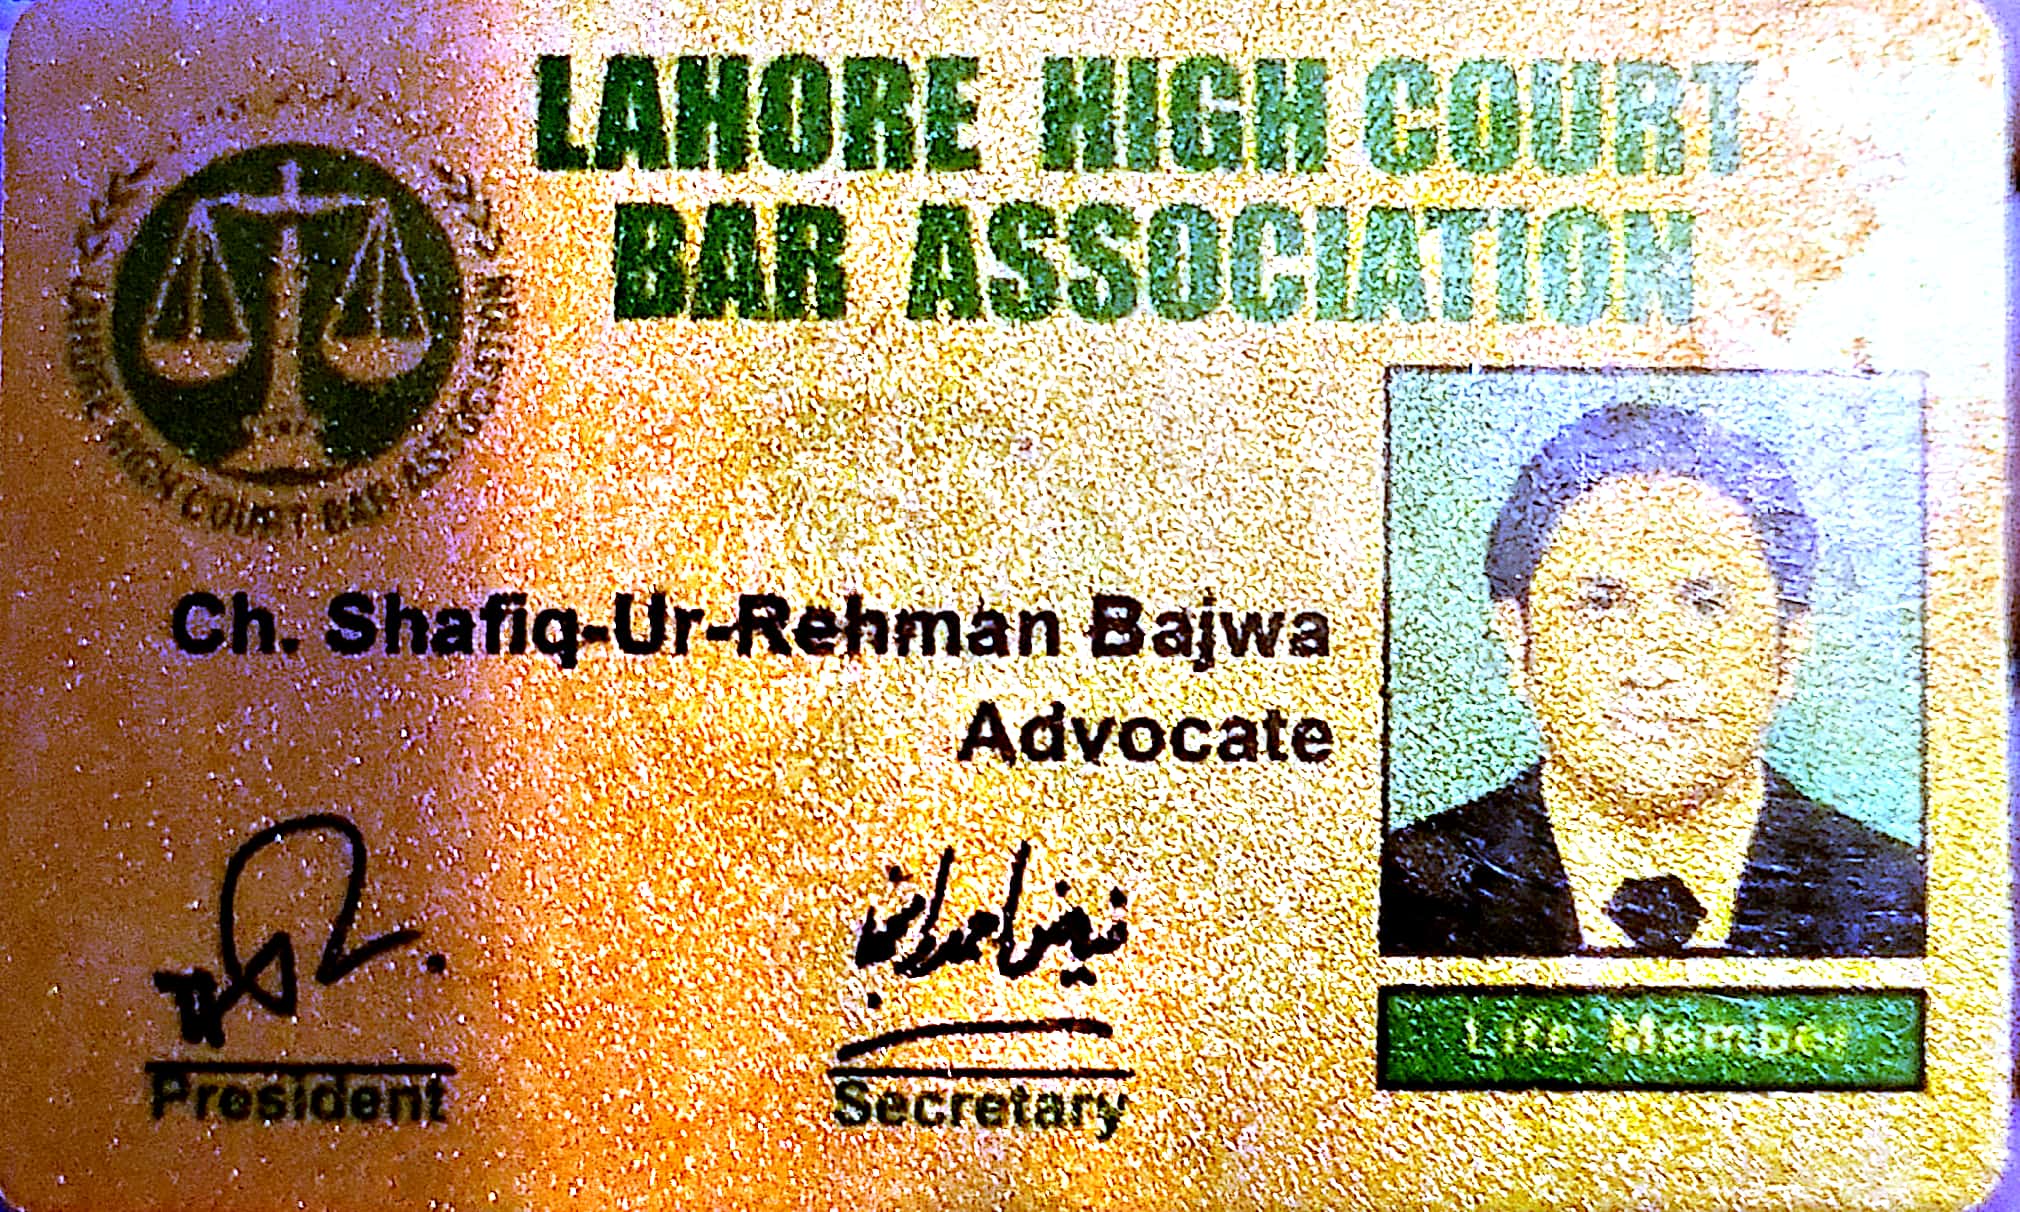 LAHORE HIGH COURT
BAR ASSOCIATION
LAHORE HIGH COURT BAR ASSOCIATION
Ch. Shafiq-Ur-Rehman Bajwa
Advocate
President
Secretary
Life Member